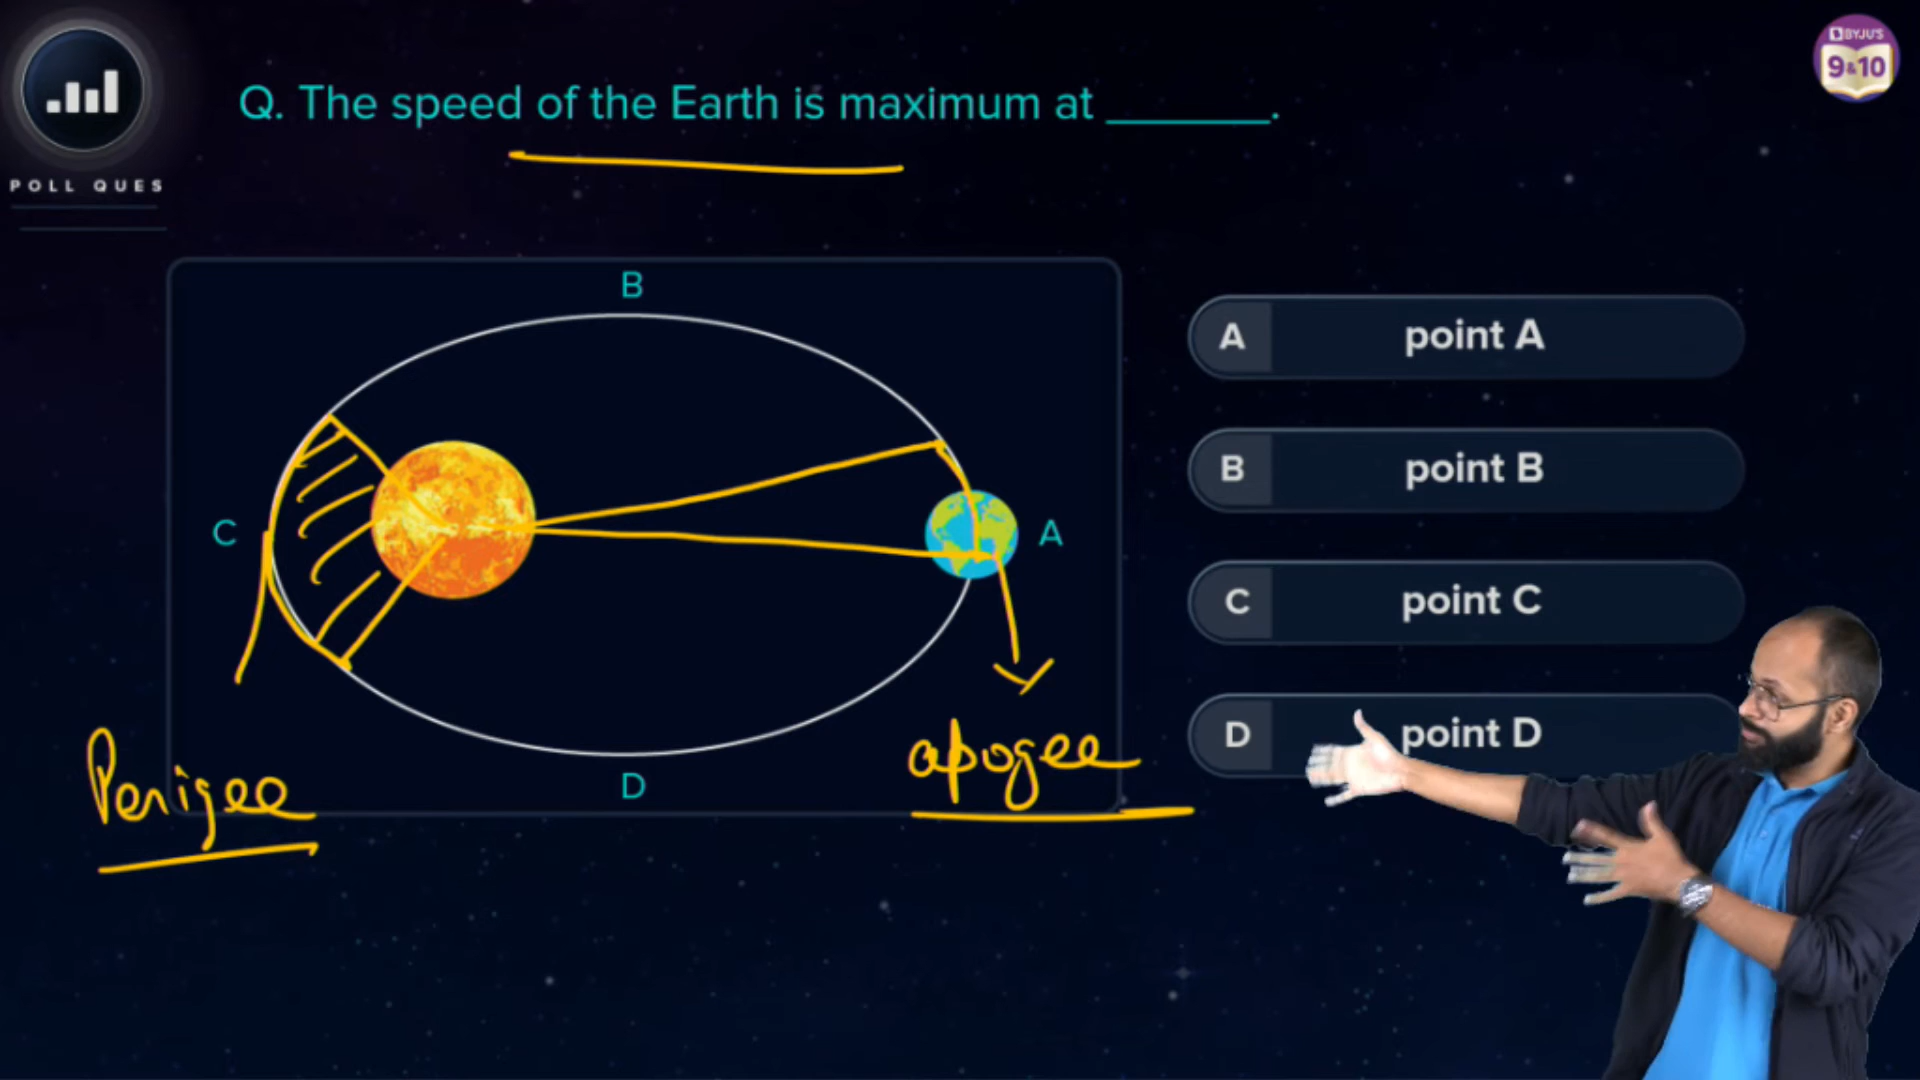 POLL QUES
Q. The speed of the Earth is maximum at ________.
BYJU'S
9&10
B
C
A
D
Perigee
apogee
A point A
B point B
C point C
D point D